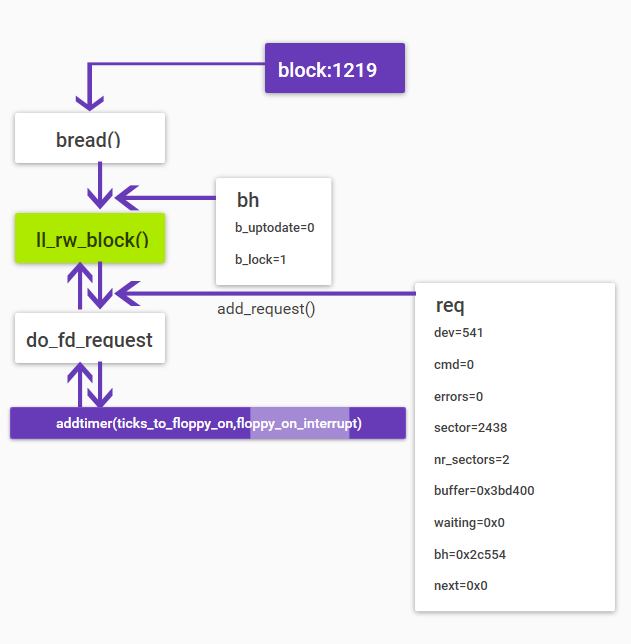 block:1219
bread()
bh
b_uptodate=0
b_lock=1
ll_rw_block()
add_request()
req
dev=541
cmd=0
errors=0
sector=2438
nr_sectors=2
buffer=0x3bd400
waiting=0x0
bh=0x2c554
next=0x0
do_fd_request
addtimer(ticks_to_floppy_on,floppy_on_interrupt)